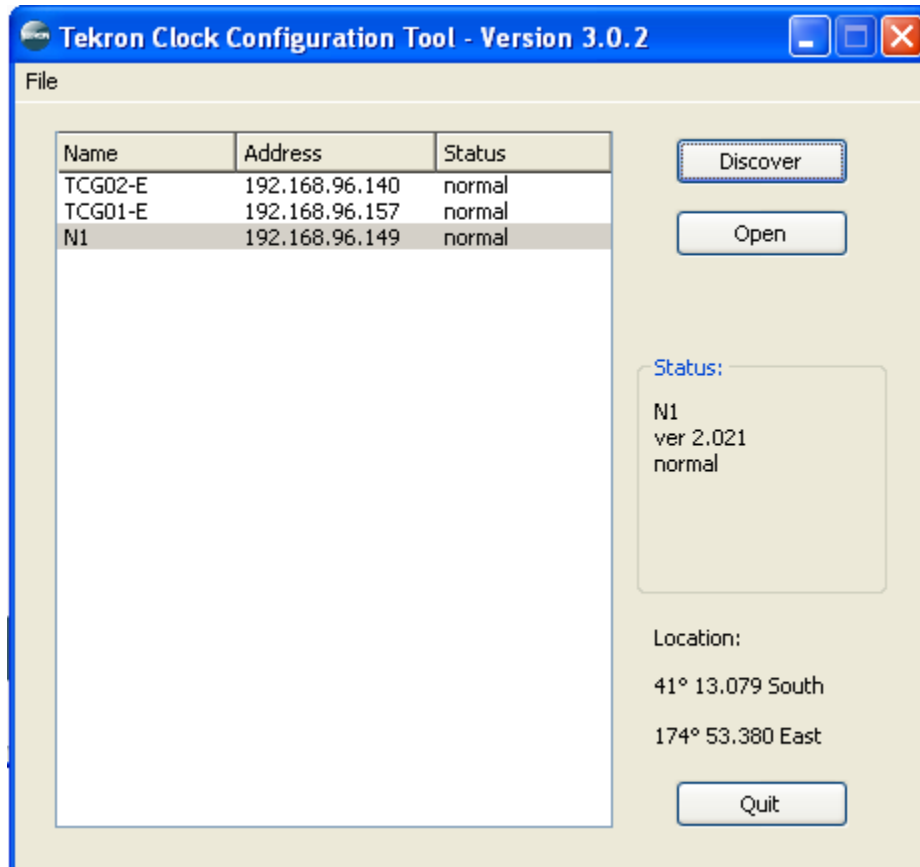 Tekron Clock Configuration Tool - Version 3.0.2
File
Name Address Status
TCG02-E 192.168.96.140 normal
TCG01-E 192.168.96.157 normal
N1 192.168.96.149 normal
Discover
Open
Status:
N1
ver 2.021
normal
Location:
41° 13.079 South
174° 53.380 East
Quit